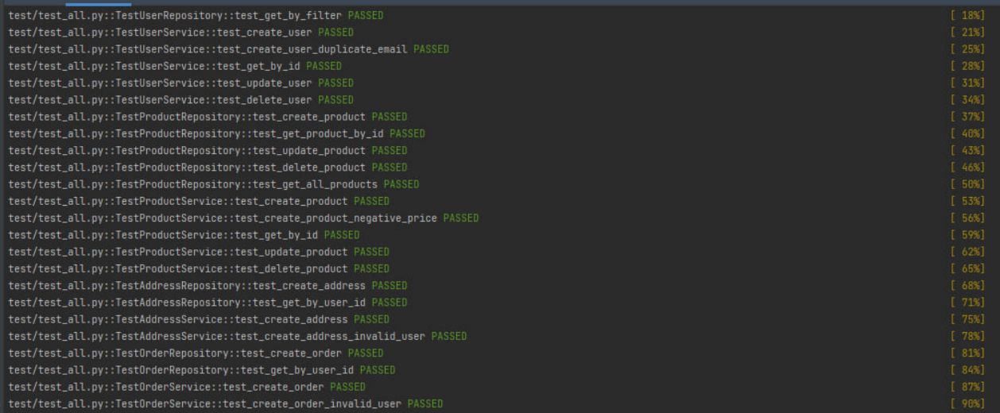 test/test_all.py::TestUserRepository::test_get_by_filter PASSED [ 18%]
test/test_all.py::TestUserService::test_create_user PASSED [ 21%]
test/test_all.py::TestUserService::test_create_user_duplicate_email PASSED [ 25%]
test/test_all.py::TestUserService::test_get_by_id PASSED [ 28%]
test/test_all.py::TestUserService::test_update_user PASSED [ 31%]
test/test_all.py::TestUserService::test_delete_user PASSED [ 34%]
test/test_all.py::TestProductRepository::test_create_product PASSED [ 37%]
test/test_all.py::TestProductRepository::test_get_product_by_id PASSED [ 40%]
test/test_all.py::TestProductRepository::test_update_product PASSED [ 43%]
test/test_all.py::TestProductRepository::test_delete_product PASSED [ 46%]
test/test_all.py::TestProductRepository::test_get_all_products PASSED [ 50%]
test/test_all.py::TestProductService::test_create_product PASSED [ 53%]
test/test_all.py::TestProductService::test_create_product_negative_price PASSED [ 56%]
test/test_all.py::TestProductService::test_get_by_id PASSED [ 59%]
test/test_all.py::TestProductService::test_update_product PASSED [ 62%]
test/test_all.py::TestProductService::test_delete_product PASSED [ 65%]
test/test_all.py::TestAddressRepository::test_create_address PASSED [ 68%]
test/test_all.py::TestAddressRepository::test_get_by_user_id PASSED [ 71%]
test/test_all.py::TestAddressService::test_create_address PASSED [ 75%]
test/test_all.py::TestAddressService::test_create_address_invalid_user PASSED [ 78%]
test/test_all.py::TestOrderRepository::test_create_order PASSED [ 81%]
test/test_all.py::TestOrderRepository::test_get_by_user_id PASSED [ 84%]
test/test_all.py::TestOrderService::test_create_order PASSED [ 87%]
test/test_all.py::TestOrderService::test_create_order_invalid_user PASSED [ 90%]